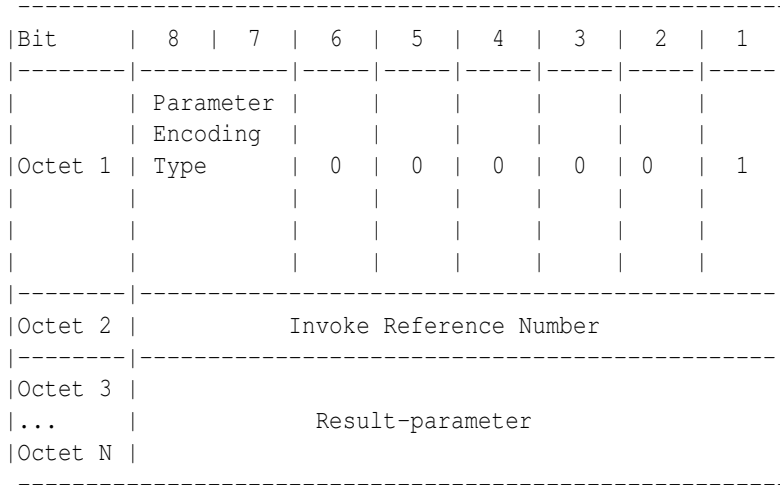 -----------------------------------------------------------
|Bit     |  8  |  7  |  6  |  5  |  4  |  3  |  2  |  1
|--------|-----------|-----|-----|-----|-----|-----|-----
|        | Parameter |     |     |     |     |     |
|        | Encoding  |     |     |     |     |     |
|Octet 1 | Type      |  0  |  0  |  0  |  0  | 0   |  1
|        |           |     |     |     |     |     |
|        |           |     |     |     |     |     |
|        |           |     |     |     |     |     |
|--------|-----------------------------------------------
|Octet 2 |           Invoke Reference Number
|--------|-----------------------------------------------
|Octet 3 |
|...     |             Result-parameter
|Octet N |
-----------------------------------------------------------